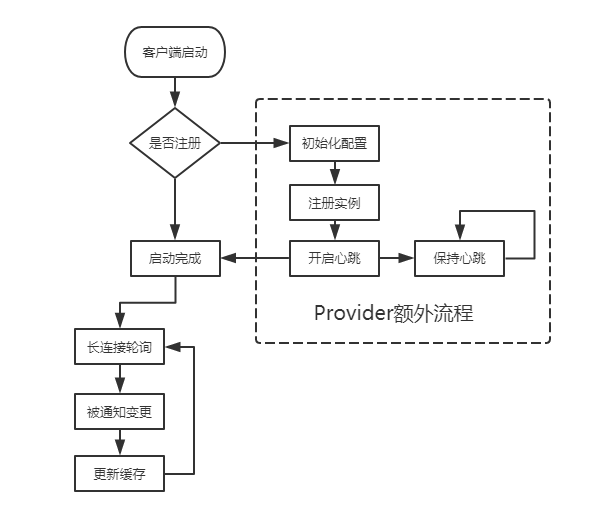 客户端启动
是否注册
初始化配置
注册实例
启动完成
开启心跳
保持心跳
Provider额外流程
长连接轮询
被通知变更
更新缓存